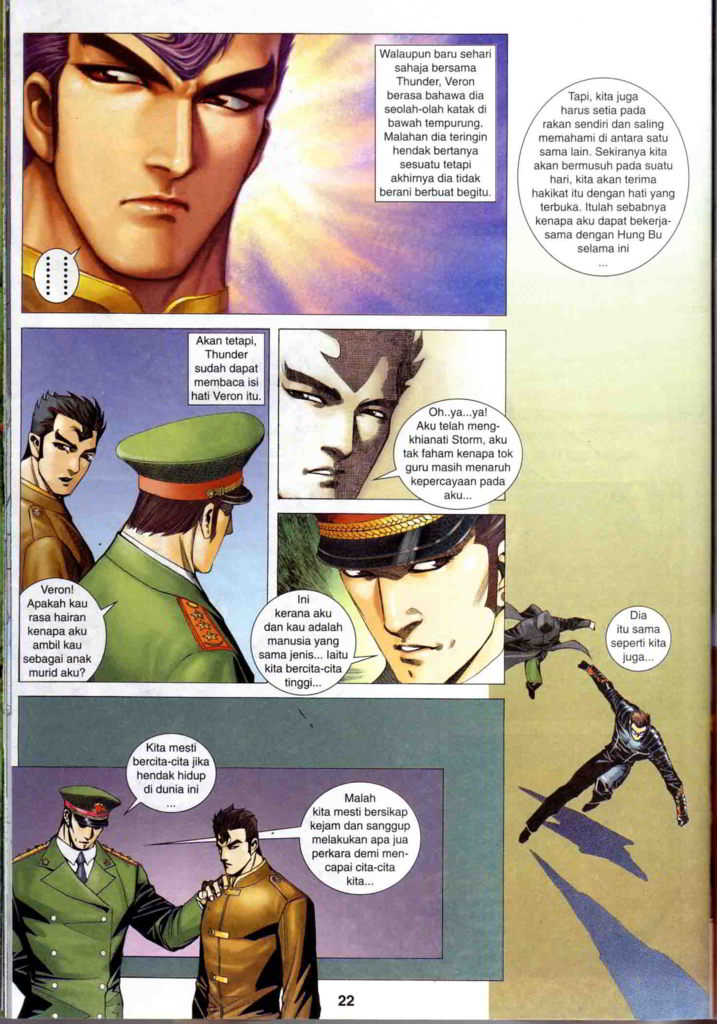 Walaupun baru sehari
sahaja bersama
Thunder, Veron
berasa bahawa dia
seolah-olah katak di
bawah tempurung.
Malahan dia teringin
hendak bertanya
sesuatu tetapi
akhirnya dia tidak
berani berbuat begitu.
Akan tetapi,
Thunder
sudah dapat
membaca isi
hati Veron itu.
Veron!
Apakah kau
rasa hairan
kenapa aku
ambil kau
sebagai anak
murid aku?
Oh..ya...ya!
Aku telah meng-
khianati Storm, aku
tak faham kenapa tok
guru masih menaruh
kepercayaan pada
aku...
Ini
kerana aku
dan kau adalah
manusia yang
sama jenis... iaitu
kita bercita-cita
tinggi...
Kita mesti
bercita-cita jika
hendak hidup
di dunia ini
...
Malah
kita mesti bersikap
kejam dan sanggup
melakukan apa jua
perkara demi men-
capai cita-cita
kita...
Tapi, kita juga
harus setia pada
rakan sendiri dan saling
memahami di antara satu
sama lain. Sekiranya kita
akan bermusuh pada suatu
hari, kita akan terima
hakikat itu dengan hati yang
terbuka. Itulah sebabnya
kenapa aku dapat bekerja-
sama dengan Hung Bu
selama ini
...
Dia
itu sama
seperti kita
juga...
22